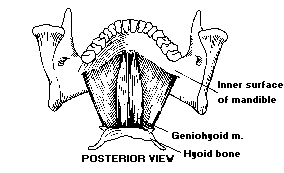 Inner surface
of mandible
Geniohyoid m.
Hyoid bone
POSTERIOR VIEW